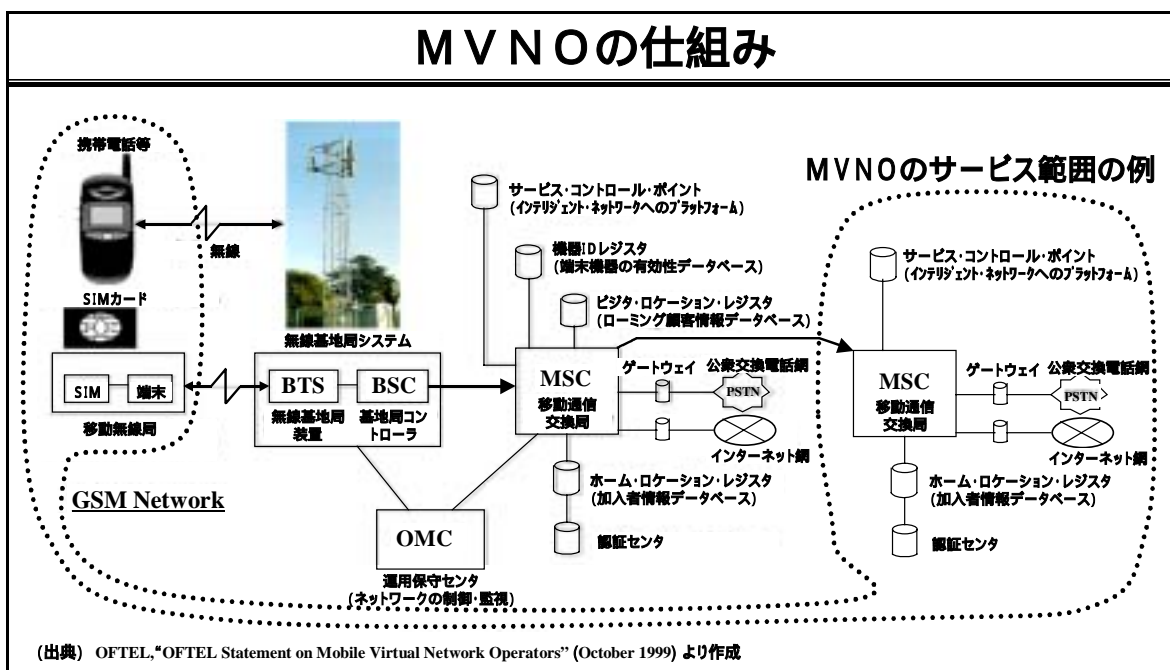 MVNOの仕組み
携帯電話等
無線
SIMカード
SIM
端末
移動無線局
無線基地局システム
BTS
BSC
無線基地局
装置
基地局コン
トローラ
GSM Network
OMC
運用保守センタ
(ネットワークの制御・監視)
サービス・コントロール・ポイント
(インテリジェント・ネットワークへのプラットフォーム)
機器IDレジスタ
(端末機器の有効性データベース)
ビジタ・ロケーション・レジスタ
(ローミング顧客情報データベース)
MSC
移動通信
交換局
ゲートウェイ
公衆交換電話網
PSTN
インターネット網
ホーム・ロケーション・レジスタ
(加入者情報データベース)
認証センタ
MVNOのサービス範囲の例
サービス・コントロール・ポイント
(インテリジェント・ネットワークへのプラットフォーム)
MSC
移動通信
交換局
ゲートウェイ
公衆交換電話網
PSTN
インターネット網
ホーム・ロケーション・レジスタ
(加入者情報データベース)
認証センタ
(出典) OFTEL,“OFTEL Statement on Mobile Virtual Network Operators” (October 1999) より作成